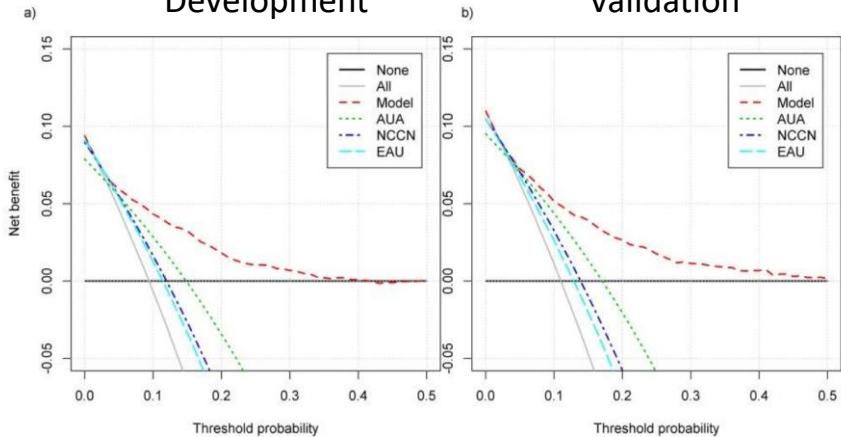 Development
Validation
a)
b)
None
All
Model
AUA
NCCN
EAU
Net benefit
0.15
0.10
0.05
0.00
-0.05
0.0 0.1 0.2 0.3 0.4 0.5
Threshold probability
None
All
Model
AUA
NCCN
EAU
0.15
0.10
0.05
0.00
-0.05
0.0 0.1 0.2 0.3 0.4 0.5
Threshold probability